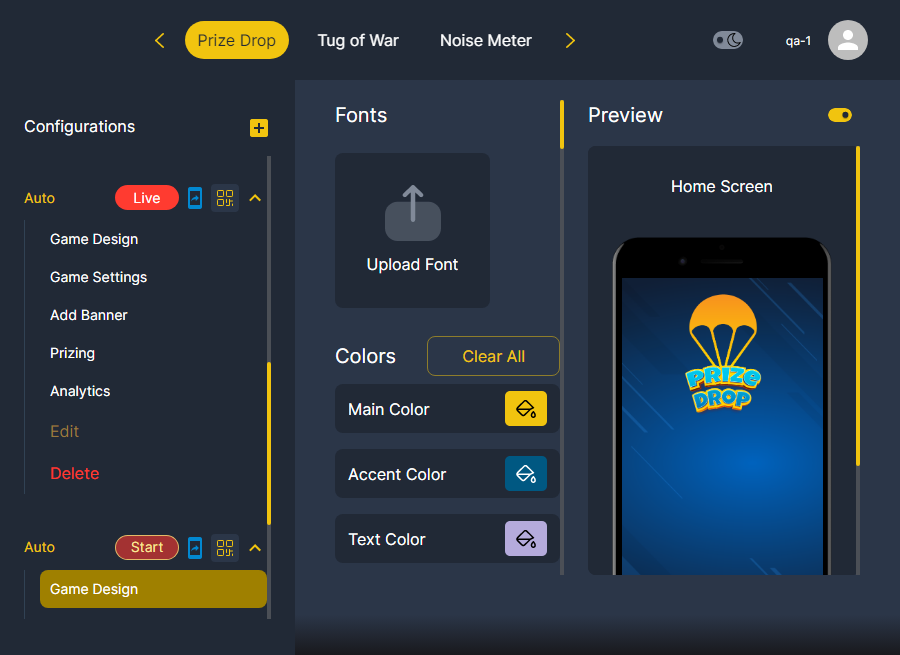 Prize Drop
Tug of War
Noise Meter
qa-1
Configurations
Auto
Live
Game Design
Game Settings
Add Banner
Prizing
Analytics
Edit
Delete
Auto
Start
Game Design
Fonts
Upload Font
Colors
Clear All
Main Color
Accent Color
Text Color
Preview
Home Screen
PRIZE
DROP